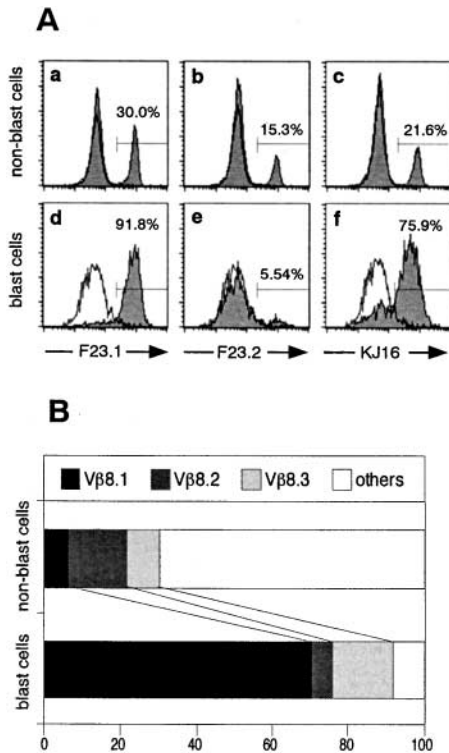 A
a b c
non-blast cells
30.0% 15.3% 21.6%
d e f
blast cells
91.8% 5.54% 75.9%
F23.1 F23.2 KJ16
B
Vβ8.1 Vβ8.2 Vβ8.3 others
non-blast cells
blast cells
0 20 40 60 80 100